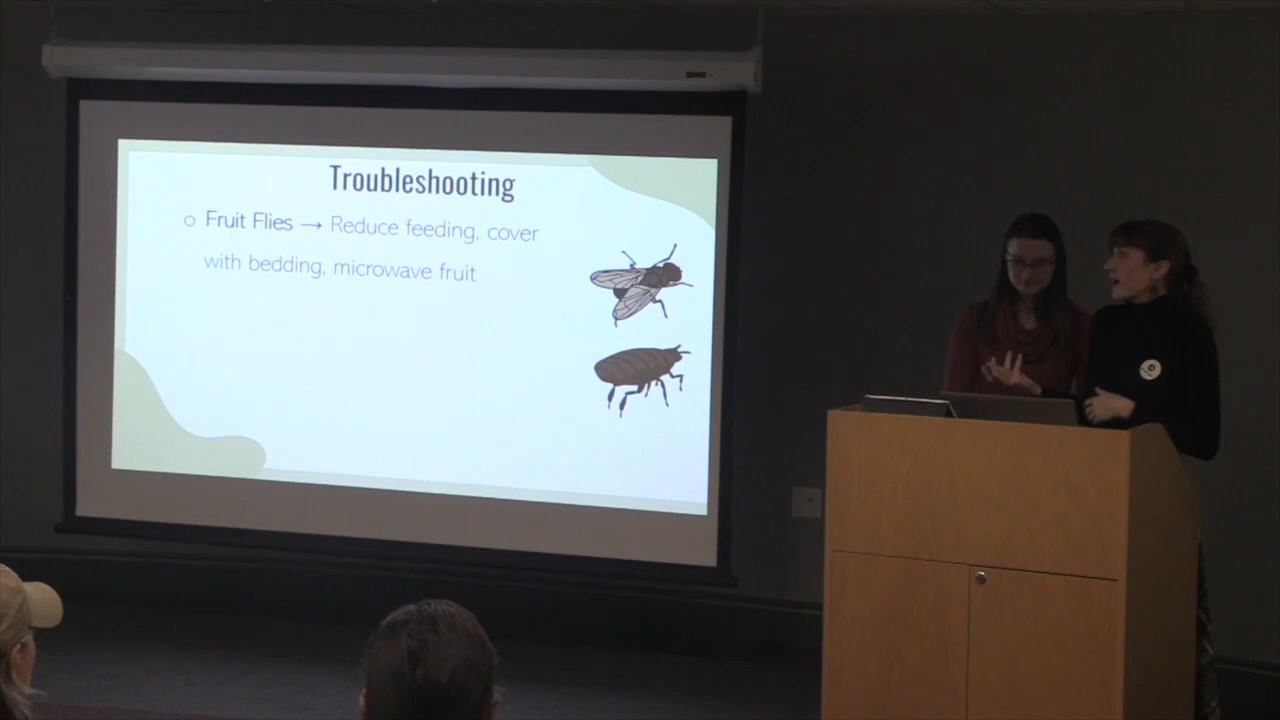 Troubleshooting
○ Fruit Flies → Reduce feeding, cover
with bedding, microwave fruit